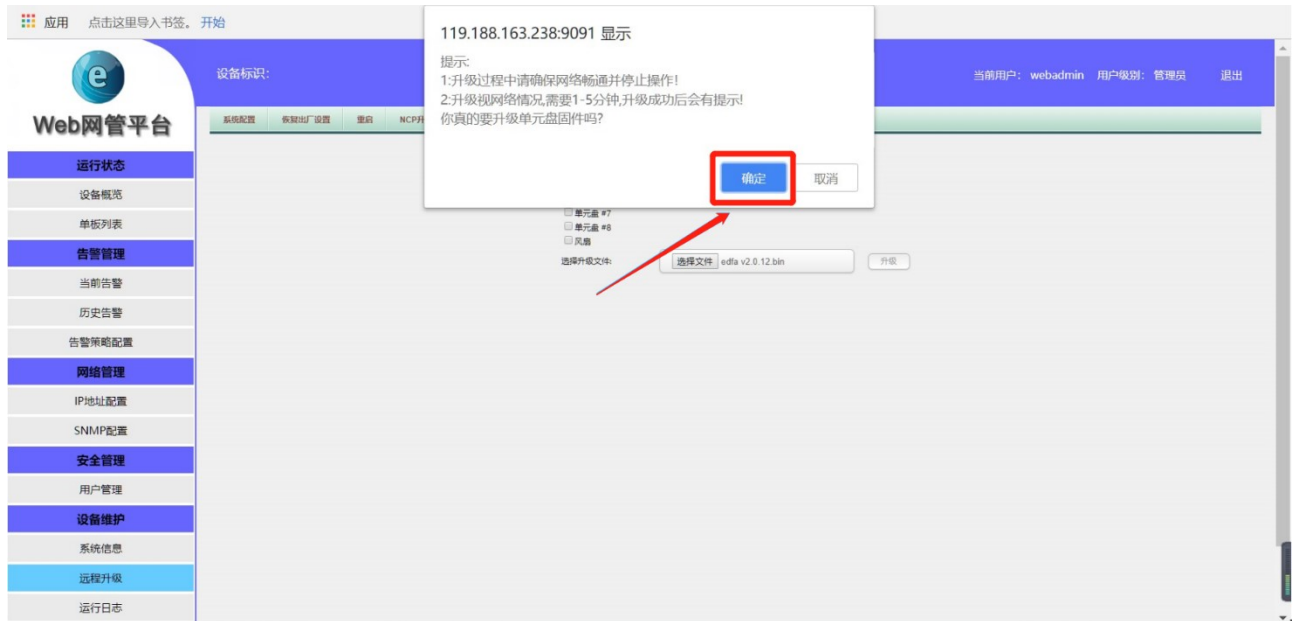 应用 点击这里导入书签。 开始
119.188.163.238:9091 显示
提示:
1:升级过程中请确保网络畅通并停止操作!
2:升级视网络情况,需要1-5分钟,升级成功后会有提示!
你真的要升级单元盘固件吗?
确定 取消
e
Web网管平台
设备标识:
当前用户: webadmin 用户级别: 管理员 退出
系统配置 恢复出厂设置 重启 NCP升
运行状态
设备概览
单板列表
告警管理
当前告警
历史告警
告警策略配置
网络管理
IP地址配置
SNMP配置
安全管理
用户管理
设备维护
系统信息
远程升级
运行日志
单元盘 #7
单元盘 #8
风扇
选择升级文件: 选择文件 edfa v2.0.12.bin 升级